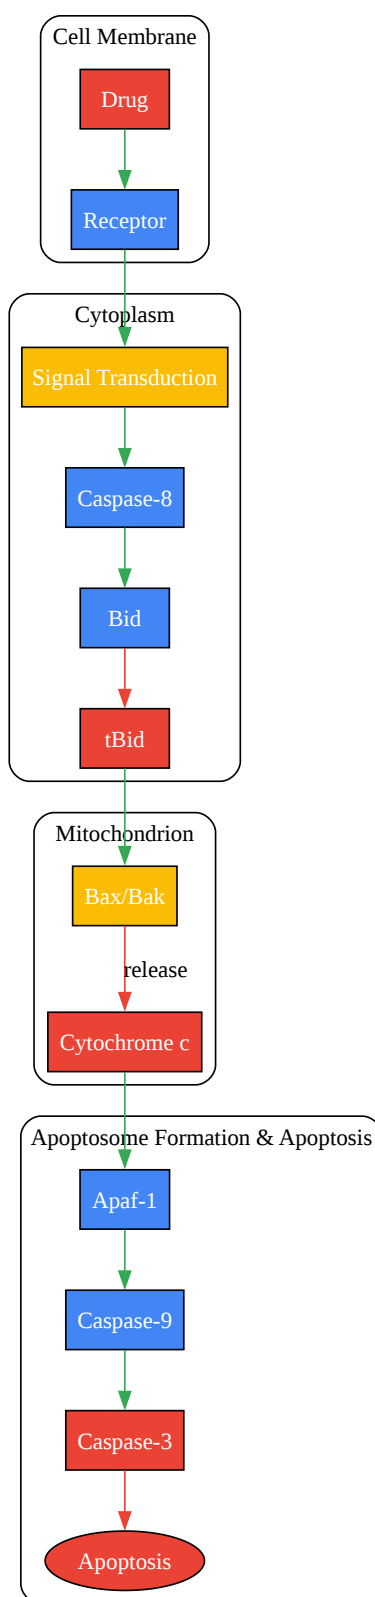 Cell Membrane
Drug
Receptor
Cytoplasm
Signal Transduction
Caspase-8
Bid
tBid
Mitochondrion
Bax/Bak
release
Cytochrome c
Apoptosome Formation & Apoptosis
Apaf-1
Caspase-9
Caspase-3
Apoptosis